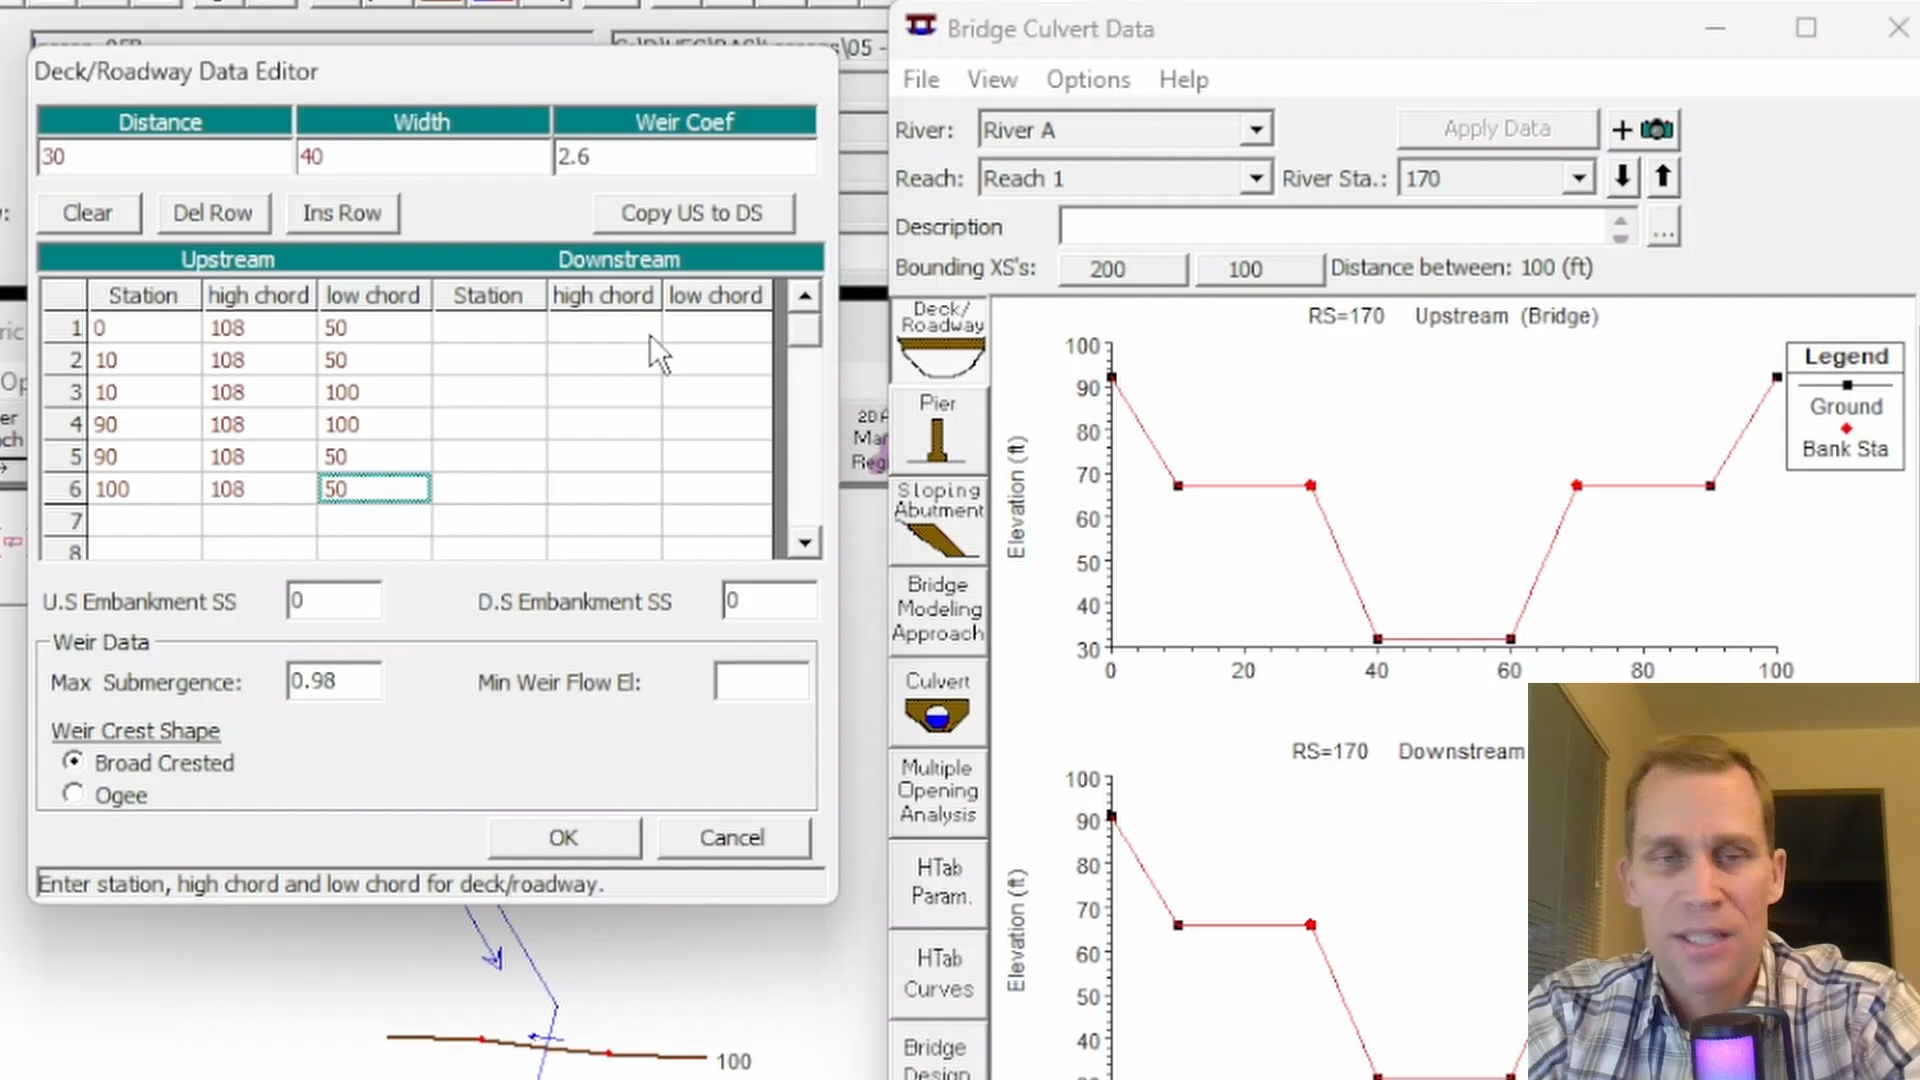 Deck/Roadway Data Editor
Distance Width Weir Coef
30 40 2.6
Clear Del Row Ins Row Copy US to DS
Upstream Downstream
Station high chord low chord Station high chord low chord
1 0 108 50
2 10 108 50
3 10 108 100
4 90 108 100
5 90 108 50
6 100 108 50
7
8
U.S Embankment SS 0 D.S Embankment SS 0
Weir Data
Max Submergence: 0.98 Min Weir Flow El:
Weir Crest Shape
Broad Crested
Ogee
OK Cancel
Enter station, high chord and low chord for deck/roadway.
100
Bridge Culvert Data
File View Options Help
River: River A Apply Data +
Reach: Reach 1 River Sta.: 170
Description ...
Bounding XS's: 200 100 Distance between: 100 (ft)
Deck/
Roadway
Pier
Sloping
Abutment
Bridge
Modeling
Approach
Culvert
Multiple
Opening
Analysis
HTab
Param.
HTab
Curves
Bridge
Design
RS=170 Upstream (Bridge)
Elevation (ft)
100
90
80
70
60
50
40
30
0 20 40 60 80 100
Legend
Ground
Bank Sta
RS=170 Downstream
Elevation (ft)
100
90
80
70
60
50
40